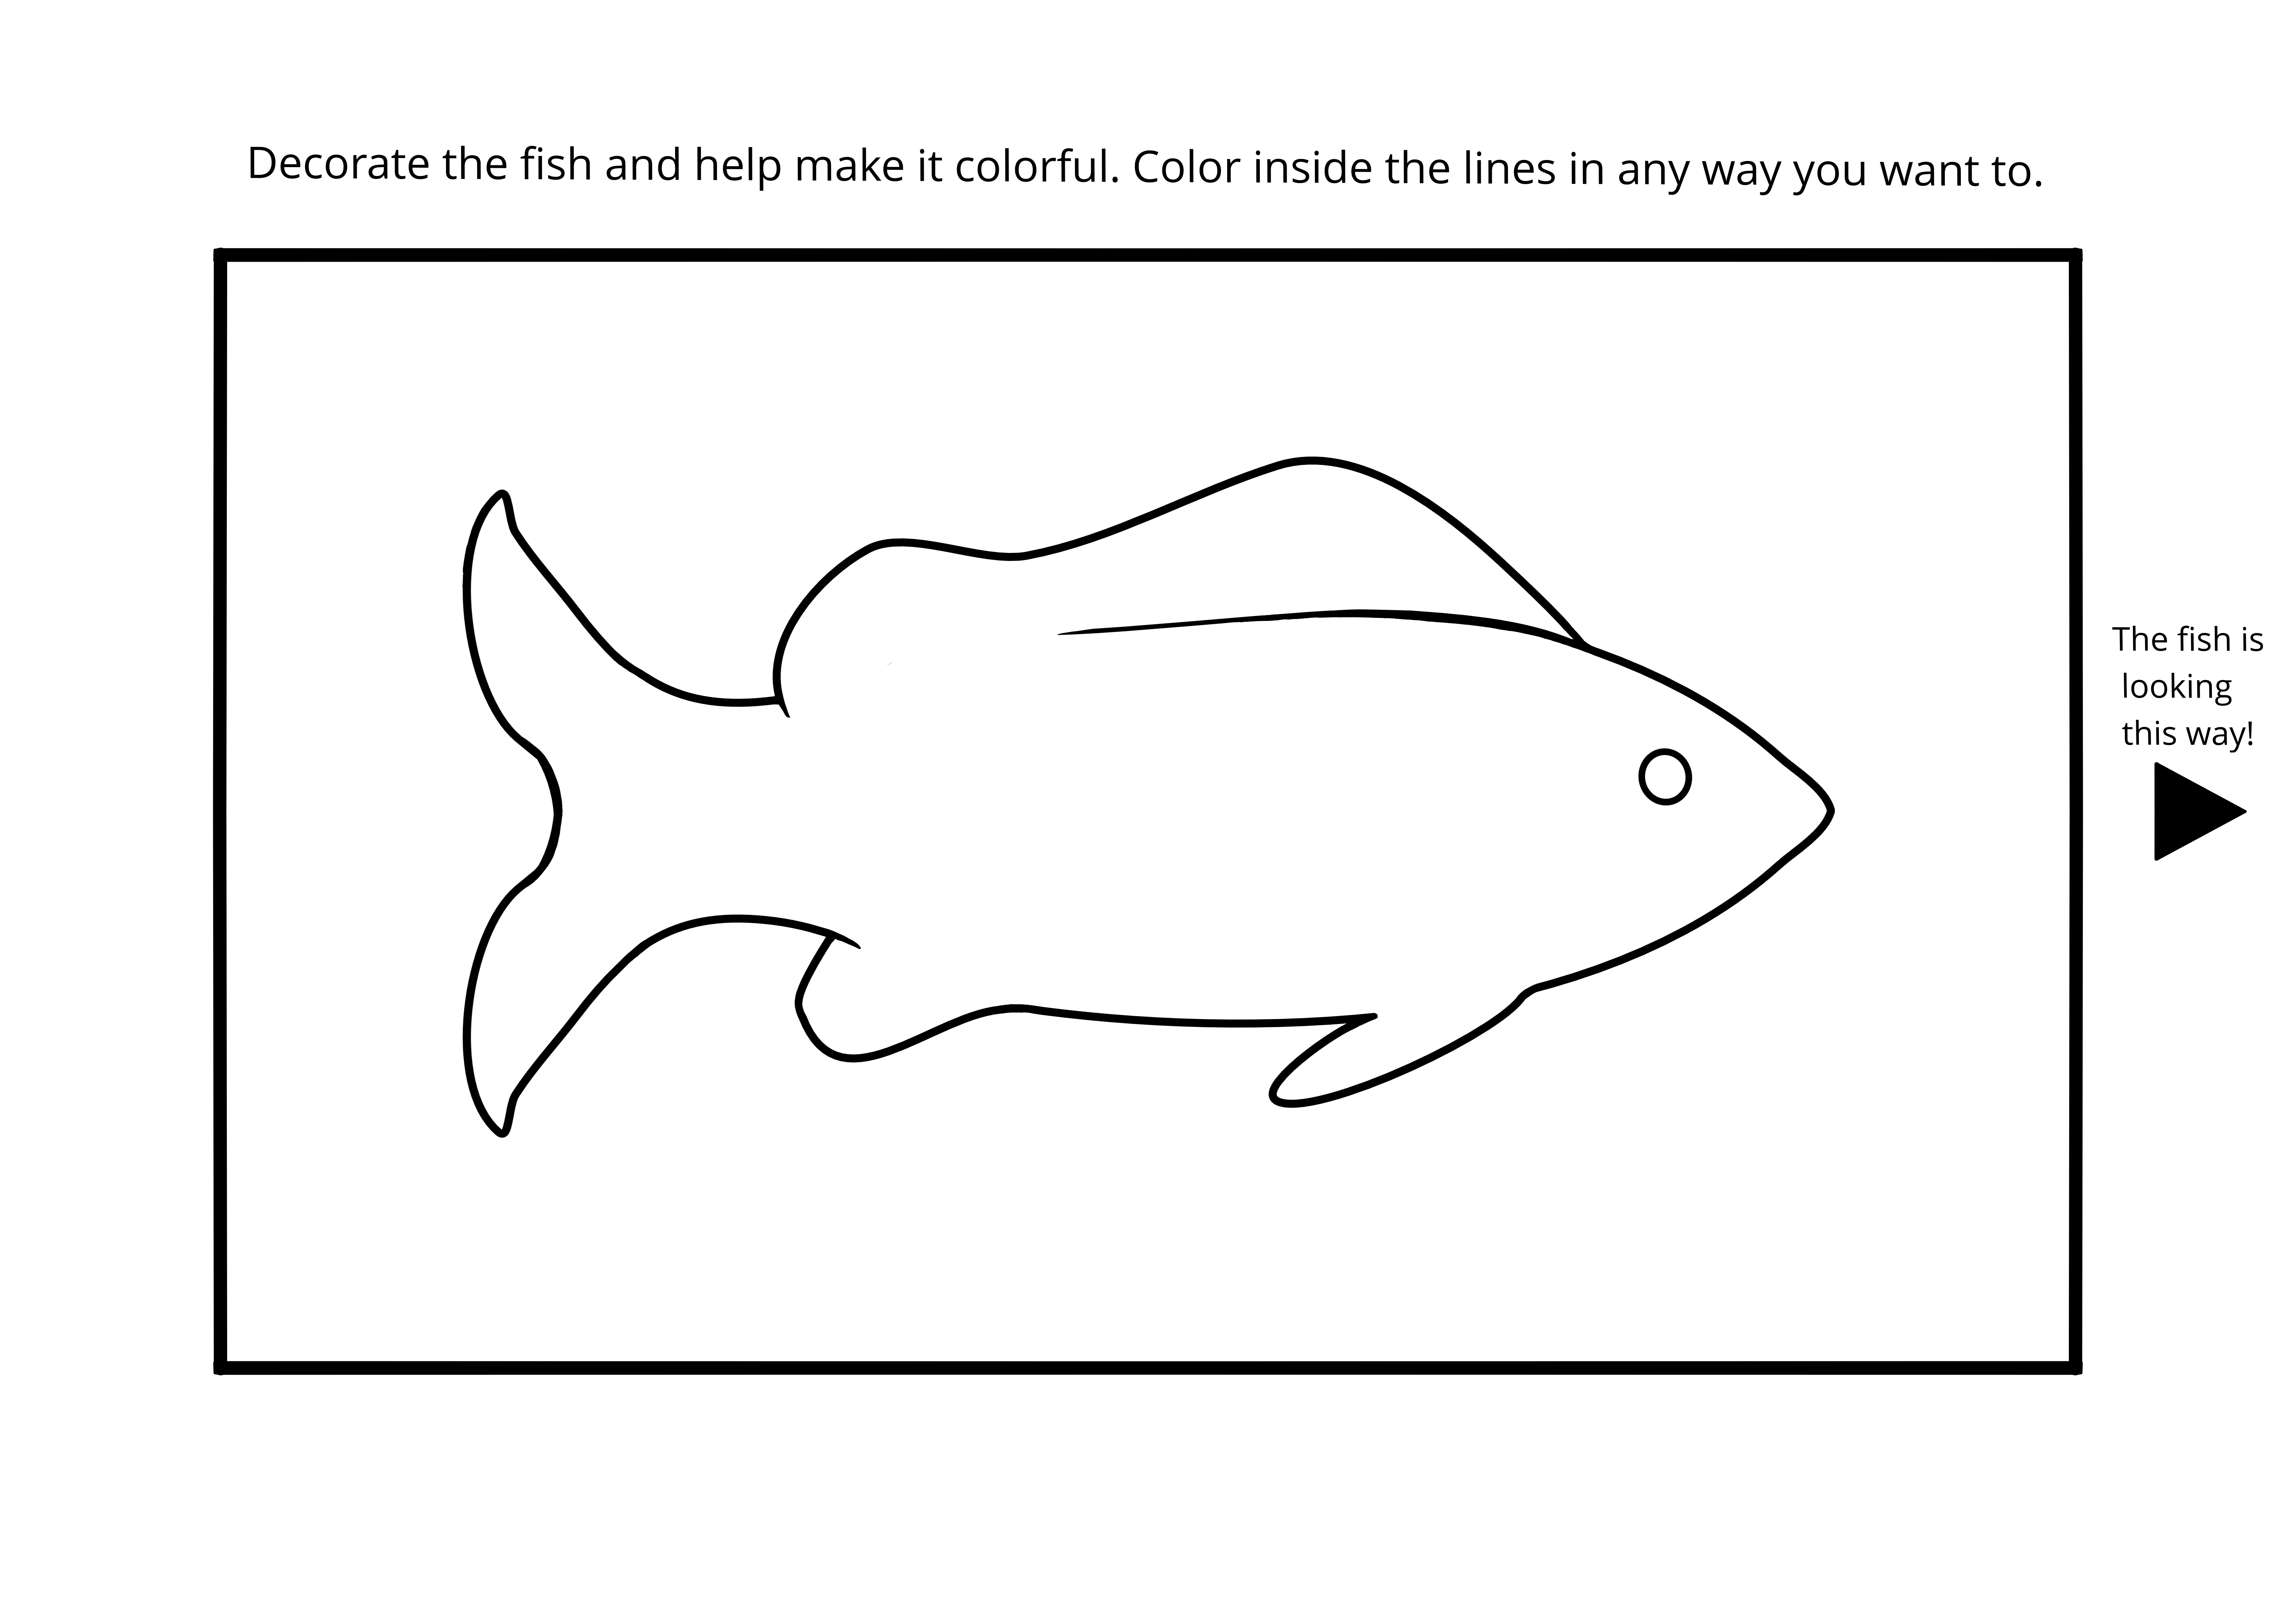 Decorate the fish and help make it colorful. Color inside the lines in any way you want to.
The fish is
looking
this way!